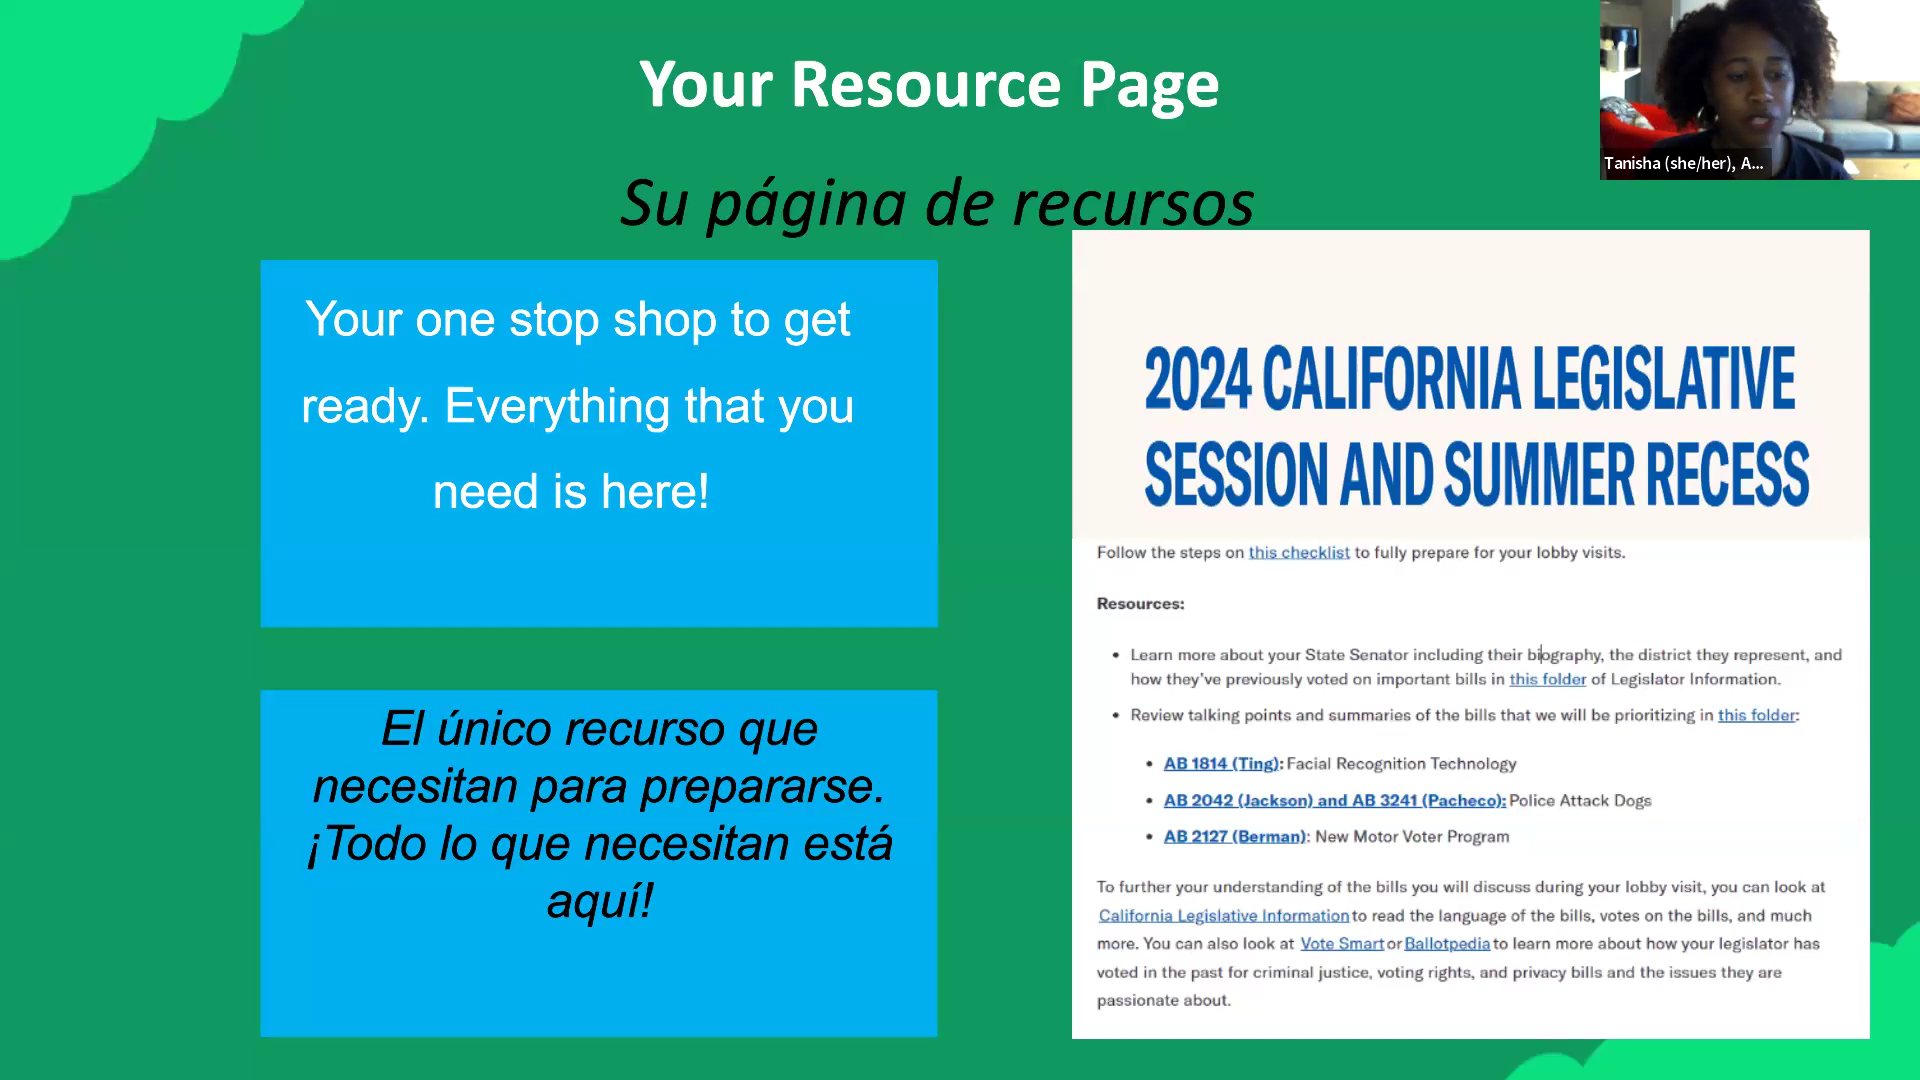 Your Resource Page
Su página de recursos
Tanisha (she/her), A...
Your one stop shop to get
ready. Everything that you
need is here!
El único recurso que
necesitan para prepararse.
¡Todo lo que necesitan está
aquí!
2024 CALIFORNIA LEGISLATIVE
SESSION AND SUMMER RECESS
Follow the steps on this checklist to fully prepare for your lobby visits.
Resources:
• Learn more about your State Senator including their biography, the district they represent, and
how they've previously voted on important bills in this folder of Legislator Information.
• Review talking points and summaries of the bills that we will be prioritizing in this folder:
• AB 1814 (Ting): Facial Recognition Technology
• AB 2042 (Jackson) and AB 3241 (Pacheco): Police Attack Dogs
• AB 2127 (Berman): New Motor Voter Program
To further your understanding of the bills you will discuss during your lobby visit, you can look at
California Legislative Information to read the language of the bills, votes on the bills, and much
more. You can also look at Vote Smart or Ballotpedia to learn more about how your legislator has
voted in the past for criminal justice, voting rights, and privacy bills and the issues they are
passionate about.